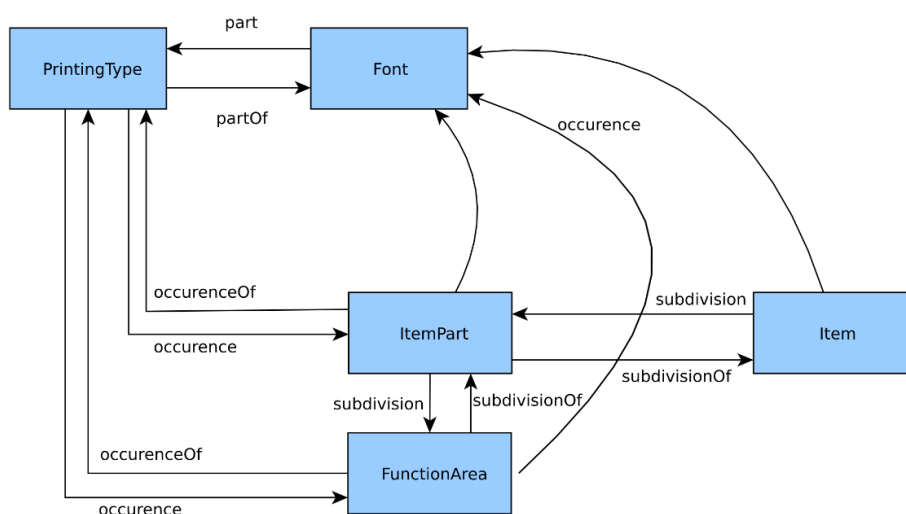 part
PrintingType
Font
partOf
occurence
occurenceOf
subdivision
occurence
ItemPart
Item
subdivisionOf
subdivision
subdivisionOf
occurenceOf
FunctionArea
occurence